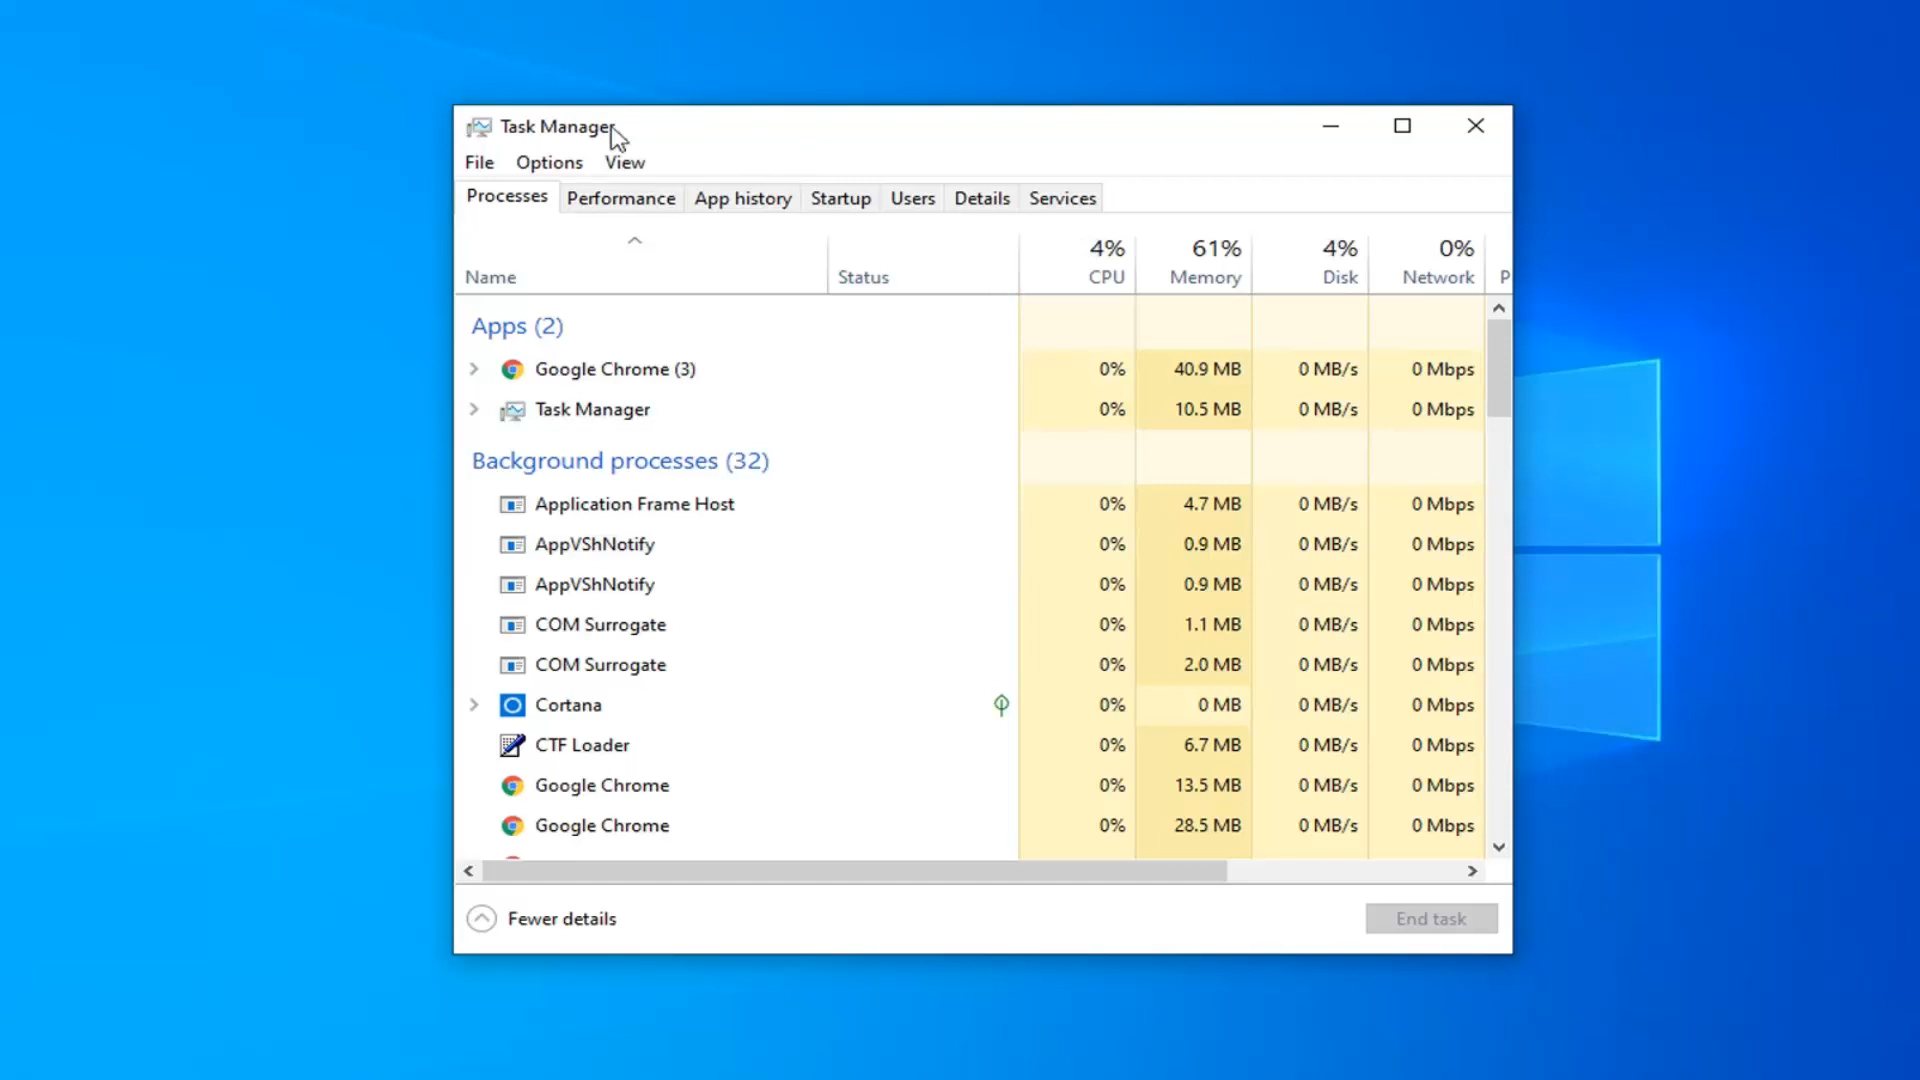 Task Manager
File Options View
Processes Performance App history Startup Users Details Services
4% 61% 4% 0%
Name Status CPU Memory Disk Network P
Apps (2)
Google Chrome (3) 0% 40.9 MB 0 MB/s 0 Mbps
Task Manager 0% 10.5 MB 0 MB/s 0 Mbps
Background processes (32)
Application Frame Host 0% 4.7 MB 0 MB/s 0 Mbps
AppVShNotify 0% 0.9 MB 0 MB/s 0 Mbps
AppVShNotify 0% 0.9 MB 0 MB/s 0 Mbps
COM Surrogate 0% 1.1 MB 0 MB/s 0 Mbps
COM Surrogate 0% 2.0 MB 0 MB/s 0 Mbps
Cortana 0% 0 MB 0 MB/s 0 Mbps
CTF Loader 0% 6.7 MB 0 MB/s 0 Mbps
Google Chrome 0% 13.5 MB 0 MB/s 0 Mbps
Google Chrome 0% 28.5 MB 0 MB/s 0 Mbps
Fewer details End task